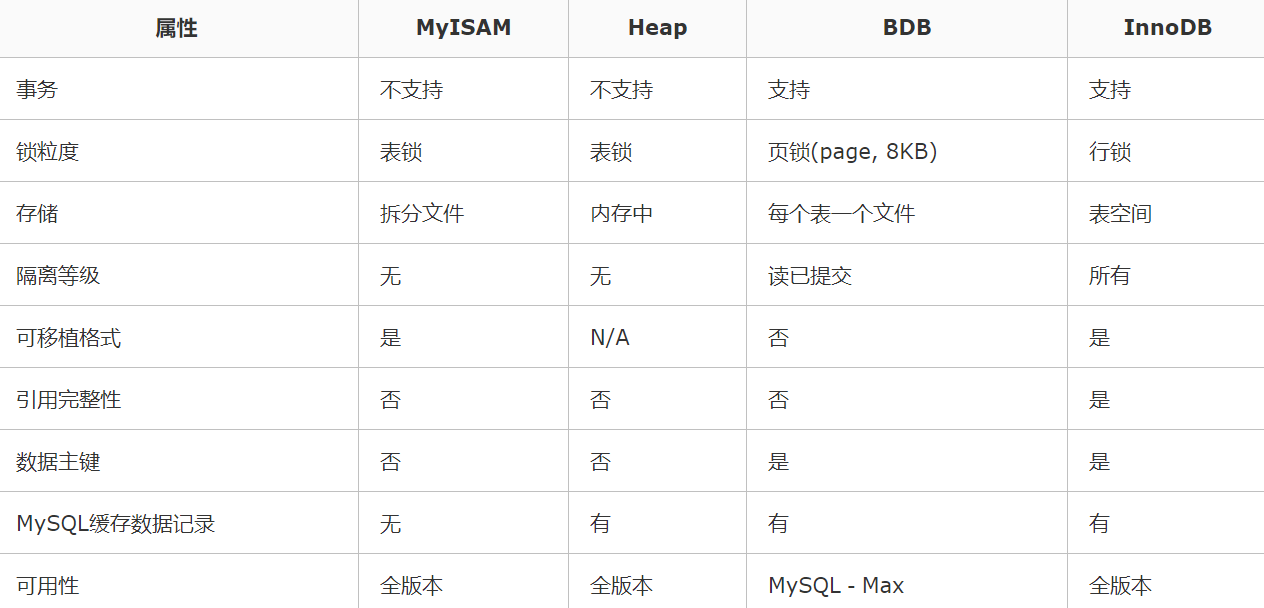 属性 MyISAM Heap BDB InnoDB
事务 不支持 不支持 支持 支持
锁粒度 表锁 表锁 页锁(page, 8KB) 行锁
存储 拆分文件 内存中 每个表一个文件 表空间
隔离等级 无 无 读已提交 所有
可移植格式 是 N/A 否 是
引用完整性 否 否 否 是
数据主键 否 否 是 是
MySQL缓存数据记录 无 有 有 有
可用性 全版本 全版本 MySQL - Max 全版本